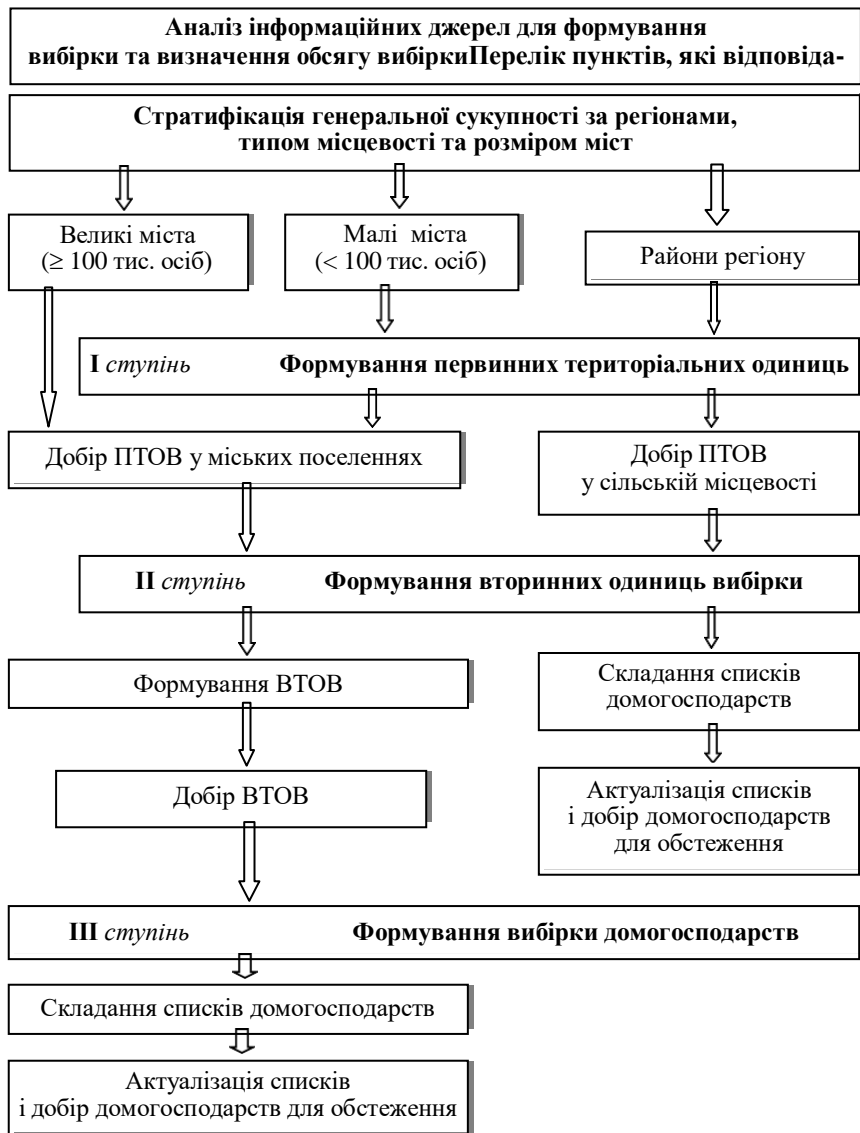 Аналіз інформаційних джерел для формування
вибірки та визначення обсягу вибіркиПерелік пунктів, які відповіда-
Стратифікація генеральної сукупності за регіонами,
типом місцевості та розміром міст
Великі міста
(≥ 100 тис. осіб)
Малі міста
(< 100 тис. осіб)
Райони регіону
I ступінь Формування первинних територіальних одиниць
Добір ПТОВ у міських поселеннях
Добір ПТОВ
у сільській місцевості
II ступінь Формування вторинних одиниць вибірки
Формування ВТОВ
Складання списків
домогосподарств
Добір ВТОВ
Актуалізація списків
і добір домогосподарств
для обстеження
III ступінь Формування вибірки домогосподарств
Складання списків домогосподарств
Актуалізація списків
і добір домогосподарств для обстеження